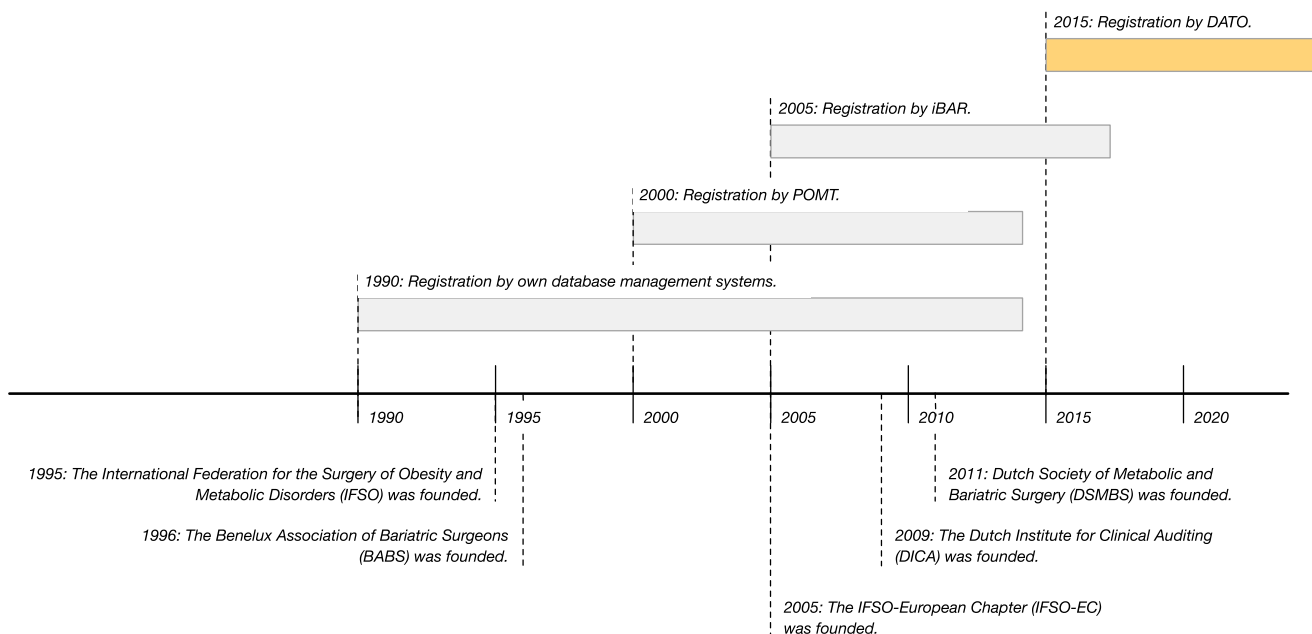 2015: Registration by DATO.
2005: Registration by iBAR.
2000: Registration by POMT.
1990: Registration by own database management systems.
1990
1995
2000
2005
2010
2015
2020
1995: The International Federation for the Surgery of Obesity and
Metabolic Disorders (IFSO) was founded.
2011: Dutch Society of Metabolic and
Bariatric Surgery (DSMBS) was founded.
1996: The Benelux Association of Bariatric Surgeons
(BABS) was founded.
2009: The Dutch Institute for Clinical Auditing
(DICA) was founded.
2005: The IFSO-European Chapter (IFSO-EC)
was founded.